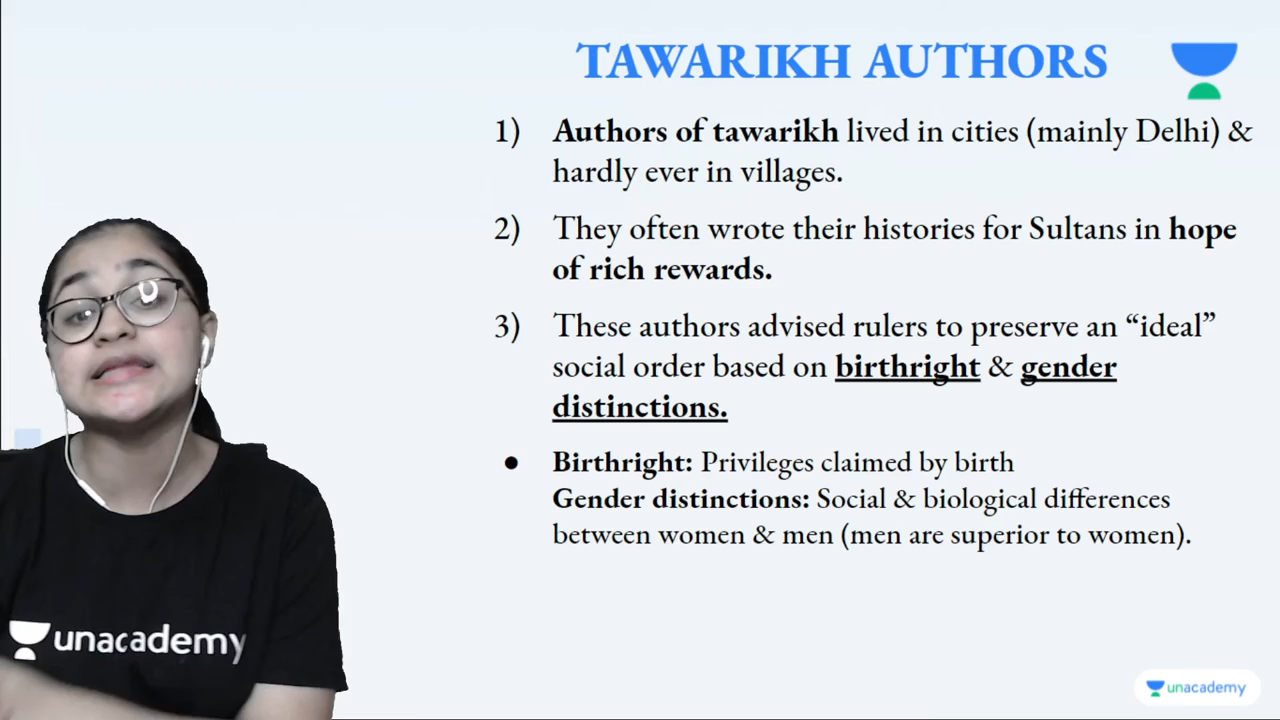 TAWARIKH AUTHORS
1) Authors of tawarikh lived in cities (mainly Delhi) &
hardly ever in villages.
2) They often wrote their histories for Sultans in hope
of rich rewards.
3) These authors advised rulers to preserve an “ideal”
social order based on birthright & gender
distinctions.
● Birthright: Privileges claimed by birth
Gender distinctions: Social & biological differences
between women & men (men are superior to women).
unacademy
unacademy